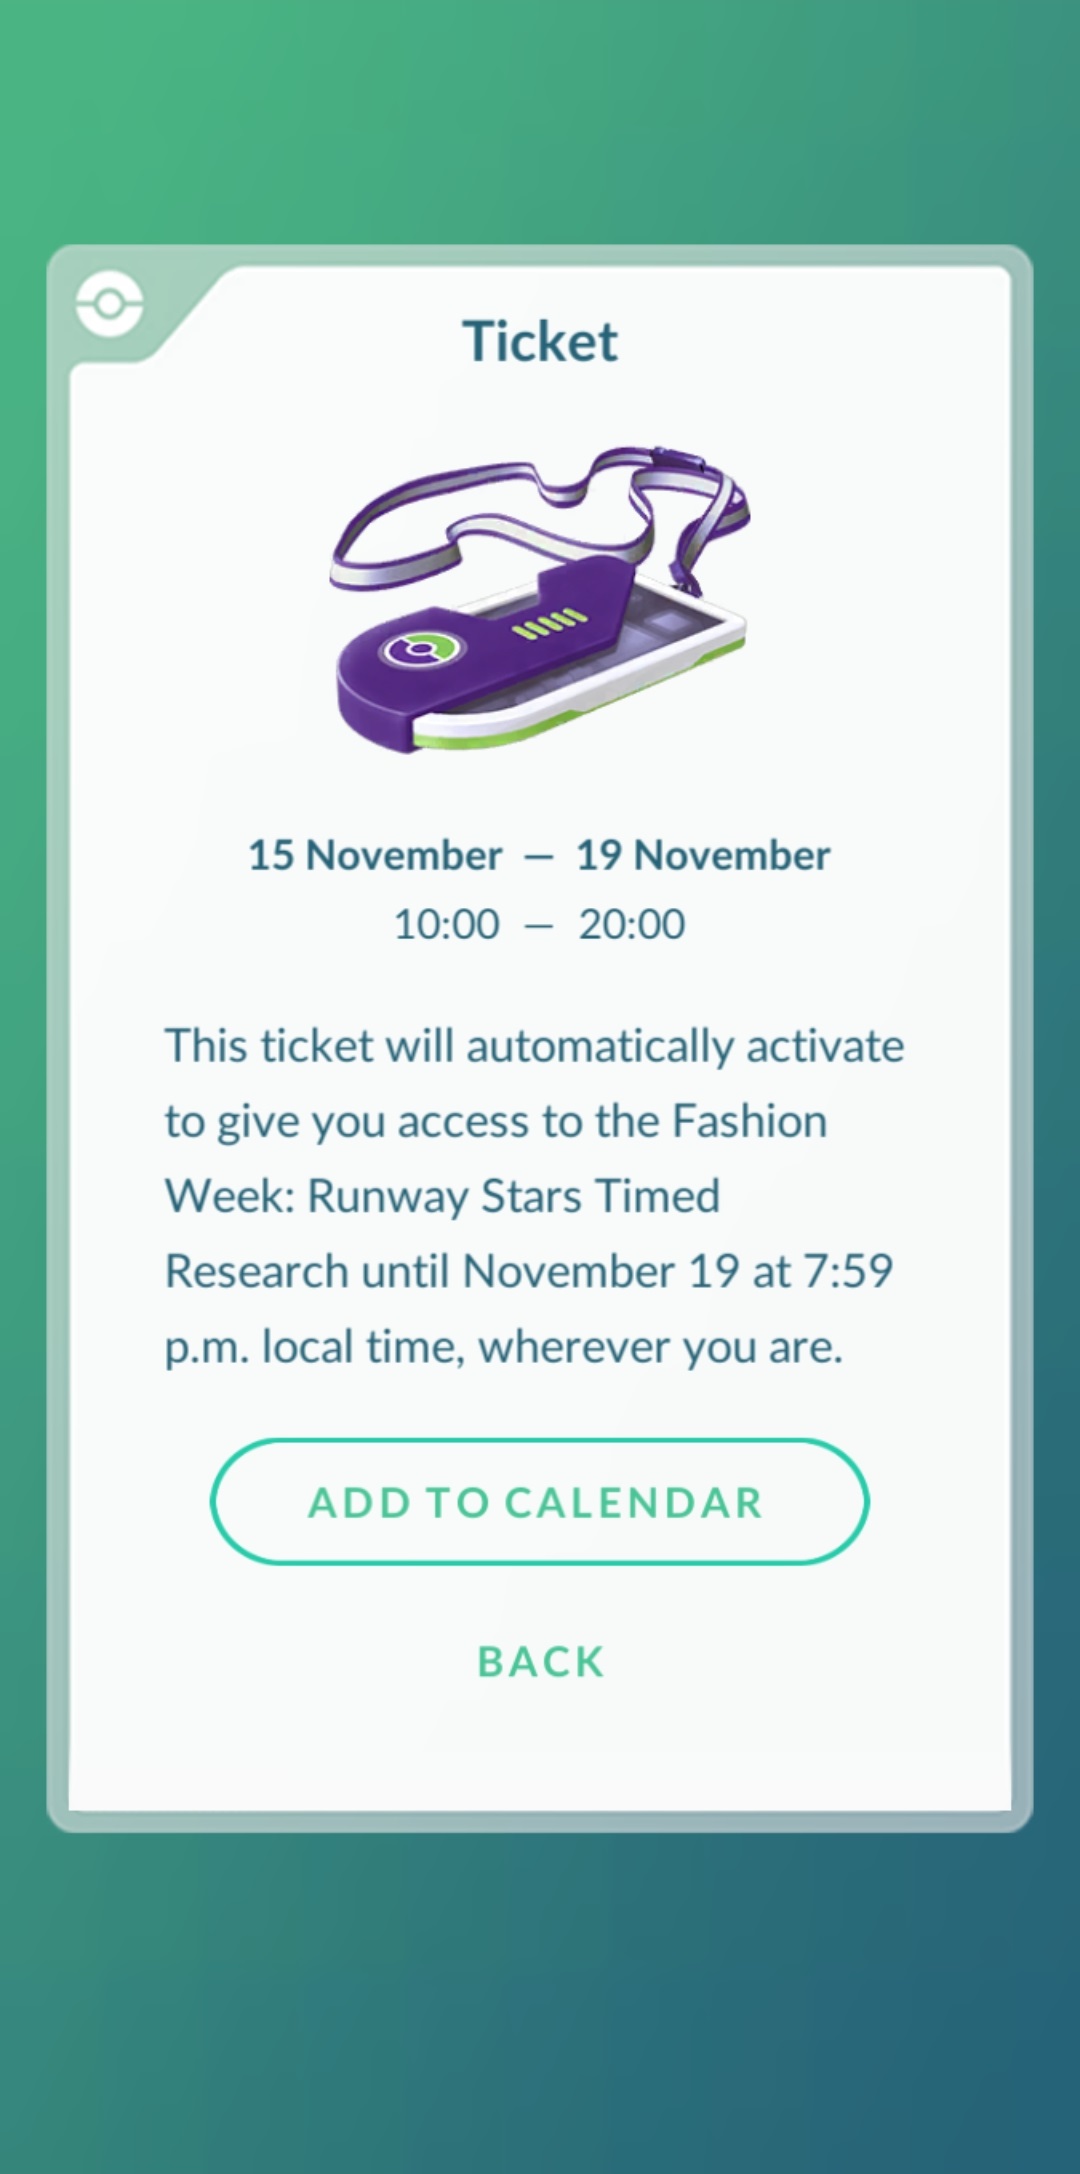 Ticket
15 November — 19 November
10:00 — 20:00
This ticket will automatically activate
to give you access to the Fashion
Week: Runway Stars Timed
Research until November 19 at 7:59
p.m. local time, wherever you are.
ADD TO CALENDAR
BACK